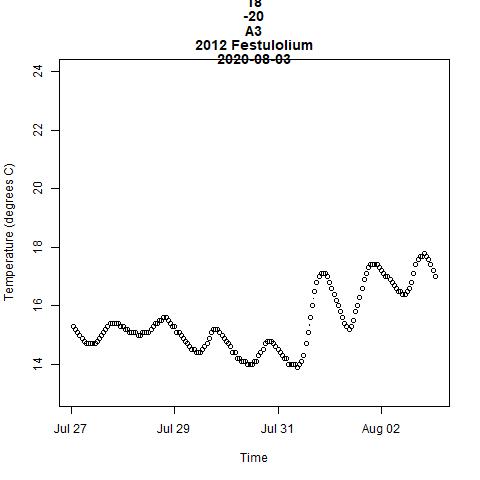 18
-20
A3
2012 Festulolium
2020-08-03
24
22
20
18
16
14
Temperature (degrees C)
Jul 27
Jul 29
Jul 31
Aug 02
Time